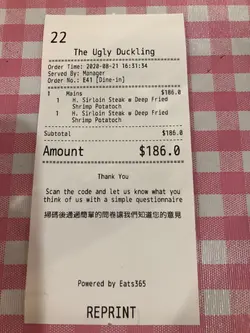 22
The Ugly Duckling
Order Time: 2020-08-21 16:31:34
Served By: Manager
Order No.: E41 [Dine-in]
1 Mains $186.0
1 H. Sirloin Steak w Deep Fried
Shrimp Potatoch
1 H. Sirloin Steak w Deep Fried
Shrimp Potatoch
Subtotal $186.0
Amount $186.0
Thank You
Scan the code and let us know what you
think of us with a simple questionnaire
掃碼後通過簡單的問卷讓我們知道您的意見
Powered by Eats365
REPRINT